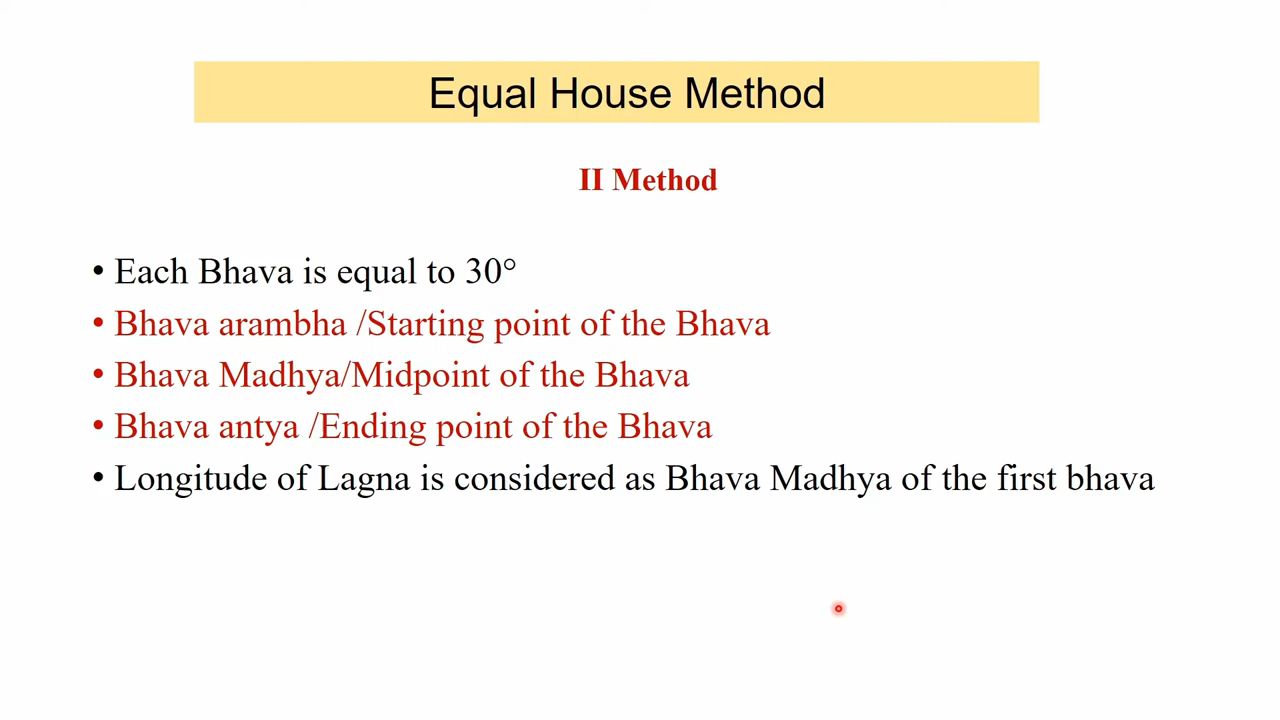 Equal House Method
II Method
• Each Bhava is equal to 30°
• Bhava arambha /Starting point of the Bhava
• Bhava Madhya/Midpoint of the Bhava
• Bhava antya /Ending point of the Bhava
• Longitude of Lagna is considered as Bhava Madhya of the first bhava